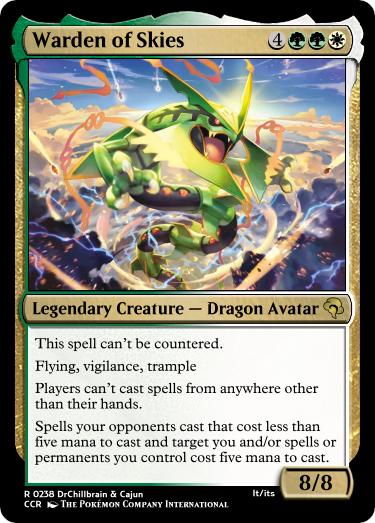 Warden of Skies 4
This spell can't be countered.
Flying, vigilance, trample
Players can't cast spells from anywhere other
than their hands.
Spells your opponents cast that cost less than
five mana to cast and target you and/or spells or
permanents you control cost five mana to cast.
Legendary Creature — Dragon Avatar
8/8
R 0238 DrChillbrain & Cajun It/its
CCR The Pokémon Company International